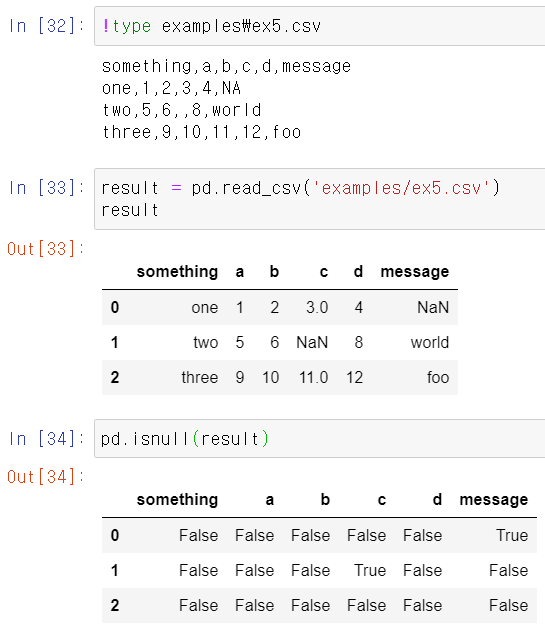 In [32]: !type examples₩ex5.csv
something,a,b,c,d,message
one,1,2,3,4,NA
two,5,6,,8,world
three,9,10,11,12,foo
In [33]: result = pd.read_csv('examples/ex5.csv')
result
Out[33]:
something a b c d message
0 one 1 2 3.0 4 NaN
1 two 5 6 NaN 8 world
2 three 9 10 11.0 12 foo
In [34]: pd.isnull(result)
Out[34]:
something a b c d message
0 False False False False False True
1 False False False True False False
2 False False False False False False